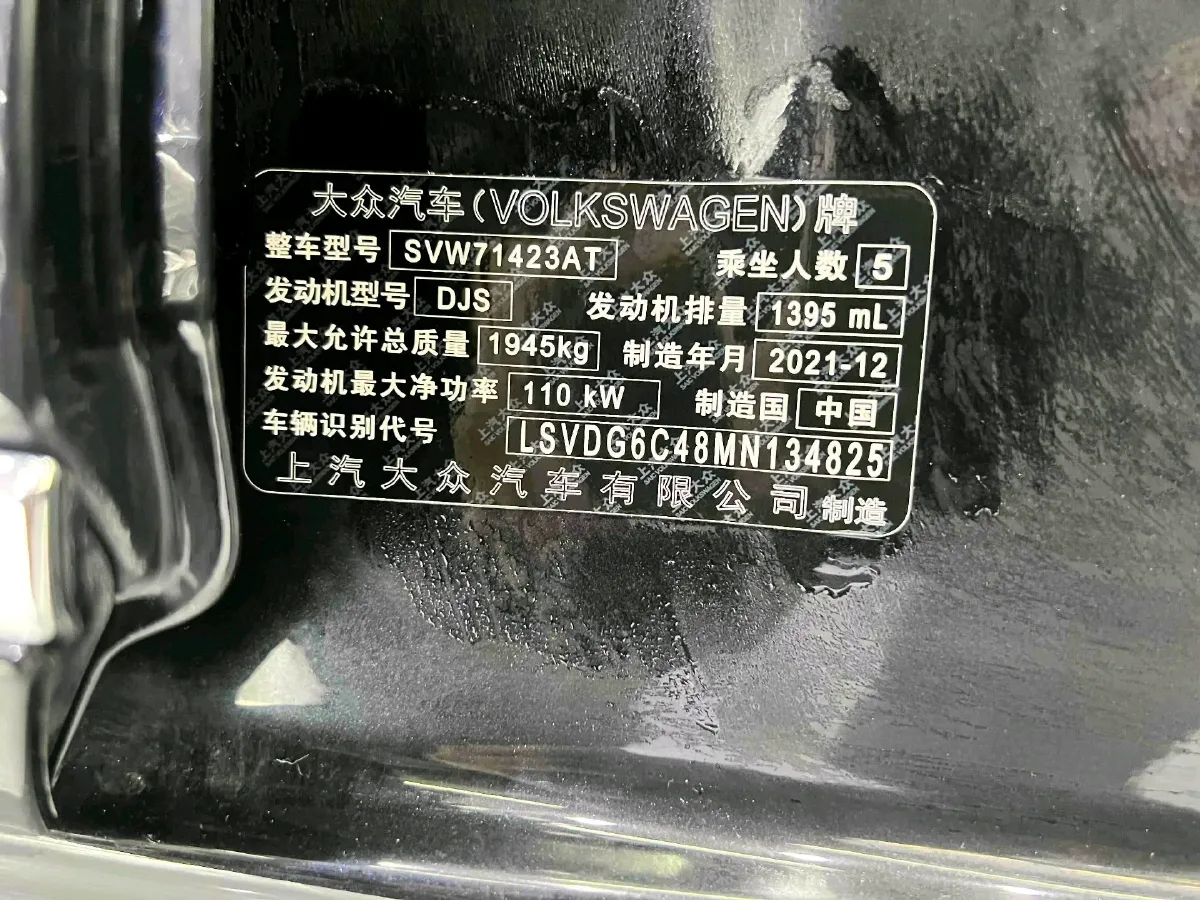 大众汽车(VOLKSWAGEN)牌
整车型号 SVW71423AT 乘坐人数 5
发动机型号 DJS 发动机排量 1395 mL
最大允许总质量 1945kg 制造年月 2021-12
发动机最大净功率 110 kW 制造国 中国
车辆识别代号 LSVDG6C48MN134825
上汽大众汽车有限公司 制造